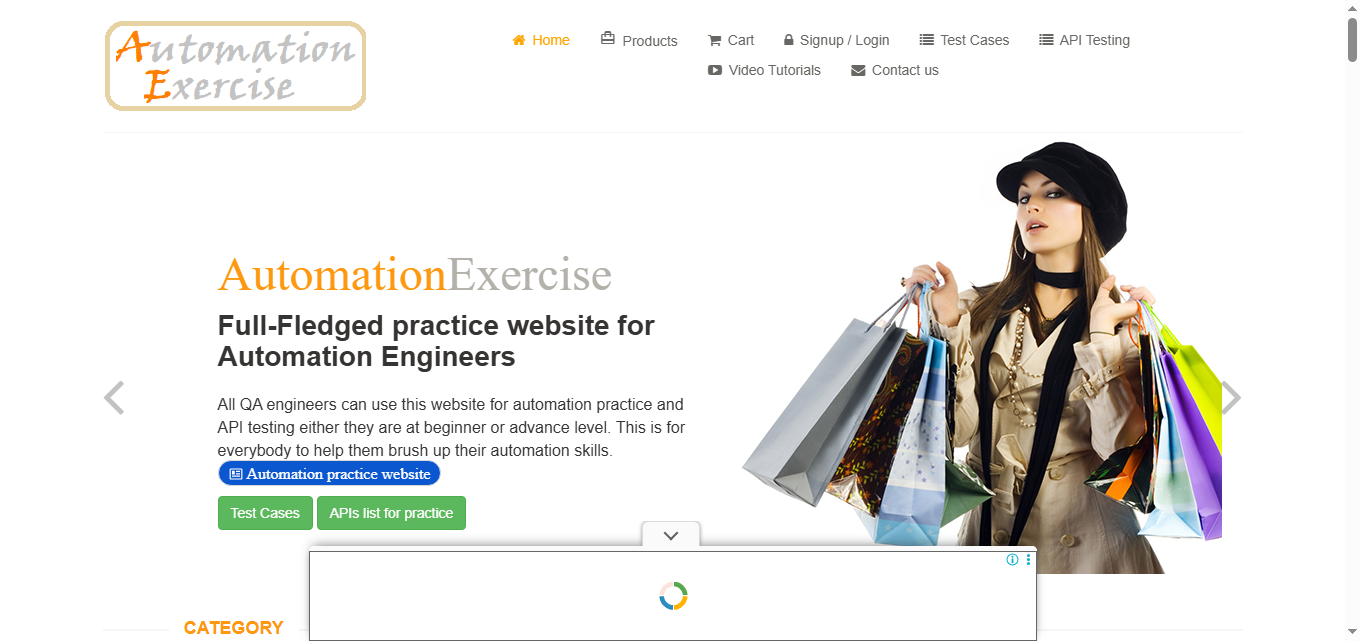 Automation
Exercise
Home
Products
Cart
Signup / Login
Test Cases
API Testing
Video Tutorials
Contact us
AutomationExercise
Full-Fledged practice website for
Automation Engineers
All QA engineers can use this website for automation practice and
API testing either they are at beginner or advance level. This is for
everybody to help them brush up their automation skills.
Automation practice website
Test Cases
APIs list for practice
CATEGORY